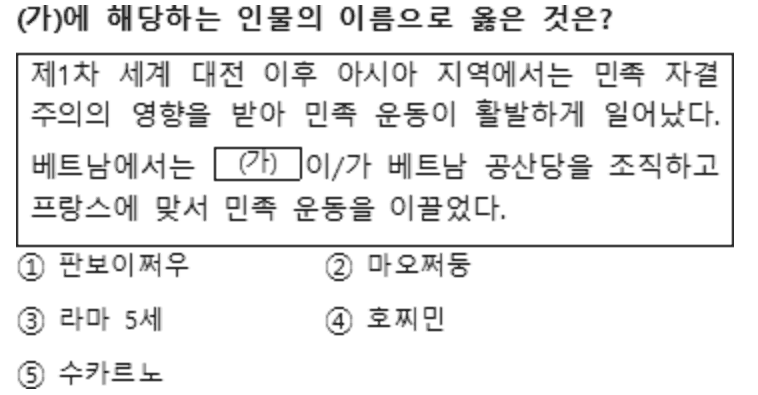 (가)에 해당하는 인물의 이름으로 옳은 것은?
제1차 세계 대전 이후 아시아 지역에서는 민족 자결
주의의 영향을 받아 민족 운동이 활발하게 일어났다.
베트남에서는 (가) 이/가 베트남 공산당을 조직하고
프랑스에 맞서 민족 운동을 이끌었다.
① 판보이쩌우 ② 마오쩌둥
③ 라마 5세 ④ 호찌민
⑤ 수카르노